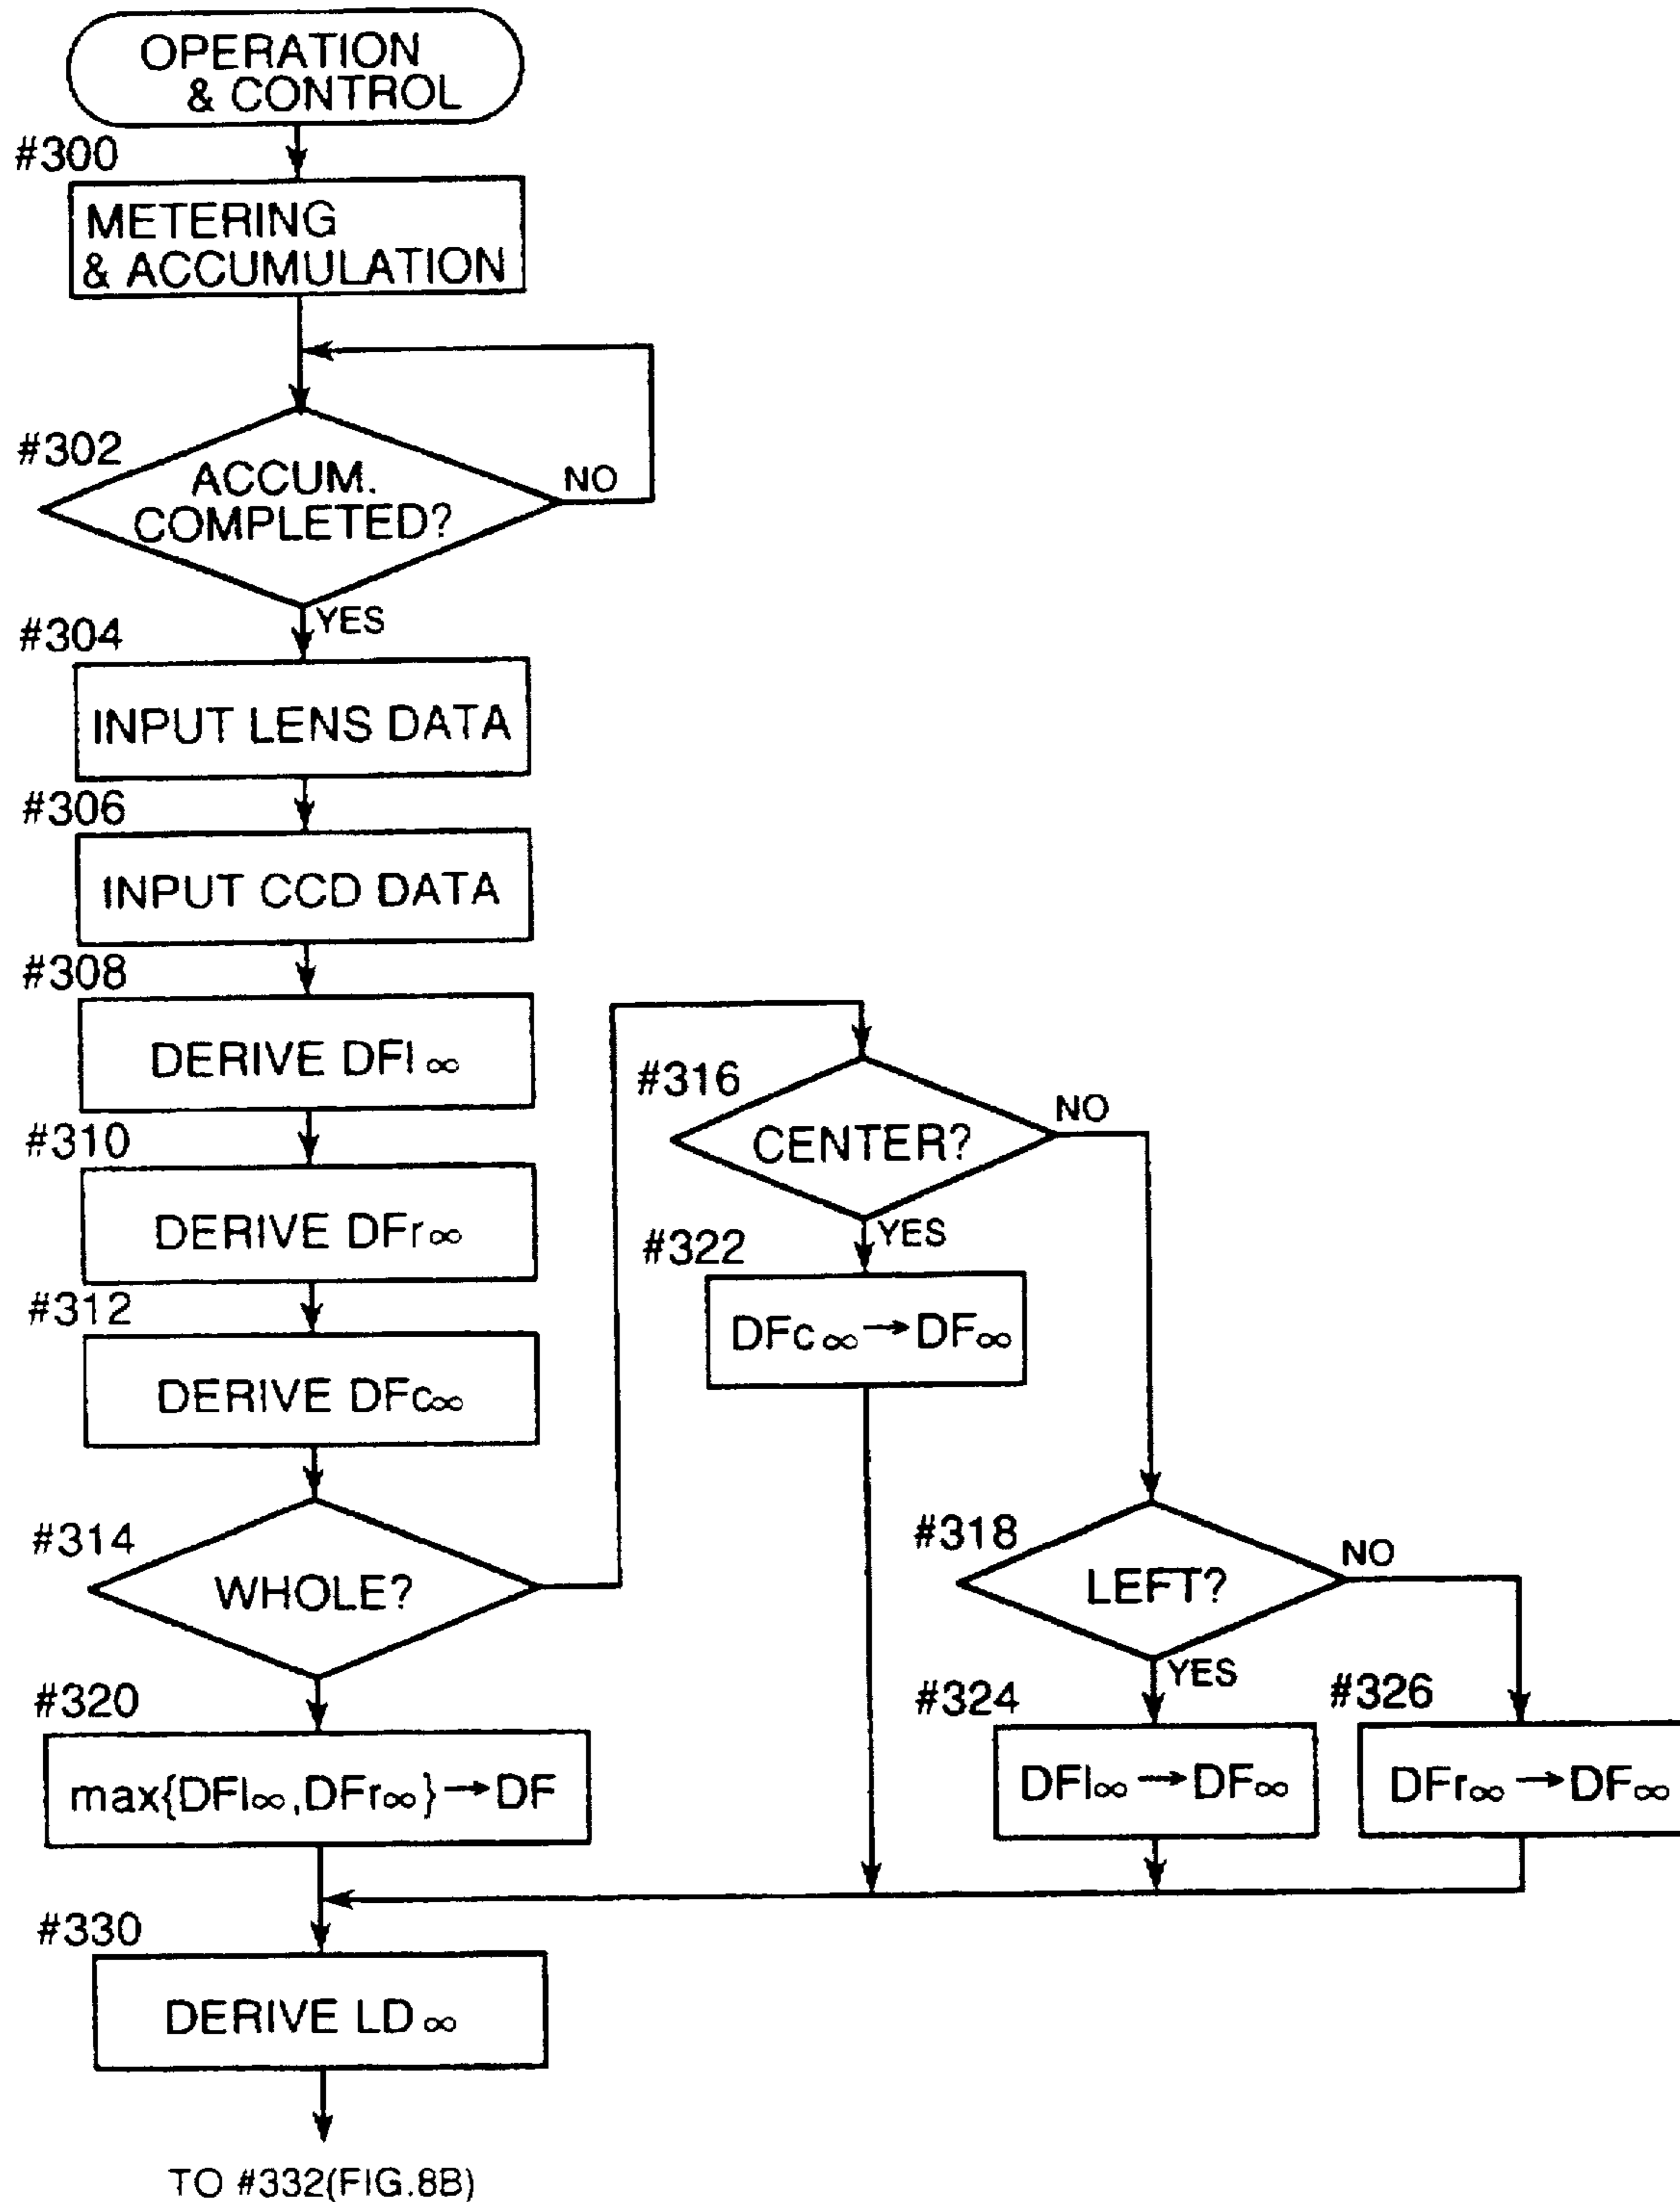 OPERATION
& CONTROL
#300
METERING
& ACCUMULATION
#302
ACCUM.
COMPLETED?
NO
YES
#304
INPUT LENS DATA
#306
INPUT CCD DATA
#308
DERIVE DFl∞
#310
DERIVE DFr∞
#312
DERIVE DFc∞
#314
WHOLE?
#316
CENTER?
NO
YES
#322
DFc∞→DF∞
#318
LEFT?
NO
YES
#320
max{DFl∞,DFr∞}→DF
#324
DFl∞→DF∞
#326
DFr∞→DF∞
#330
DERIVE LD∞
TO #332(FIG.8B)